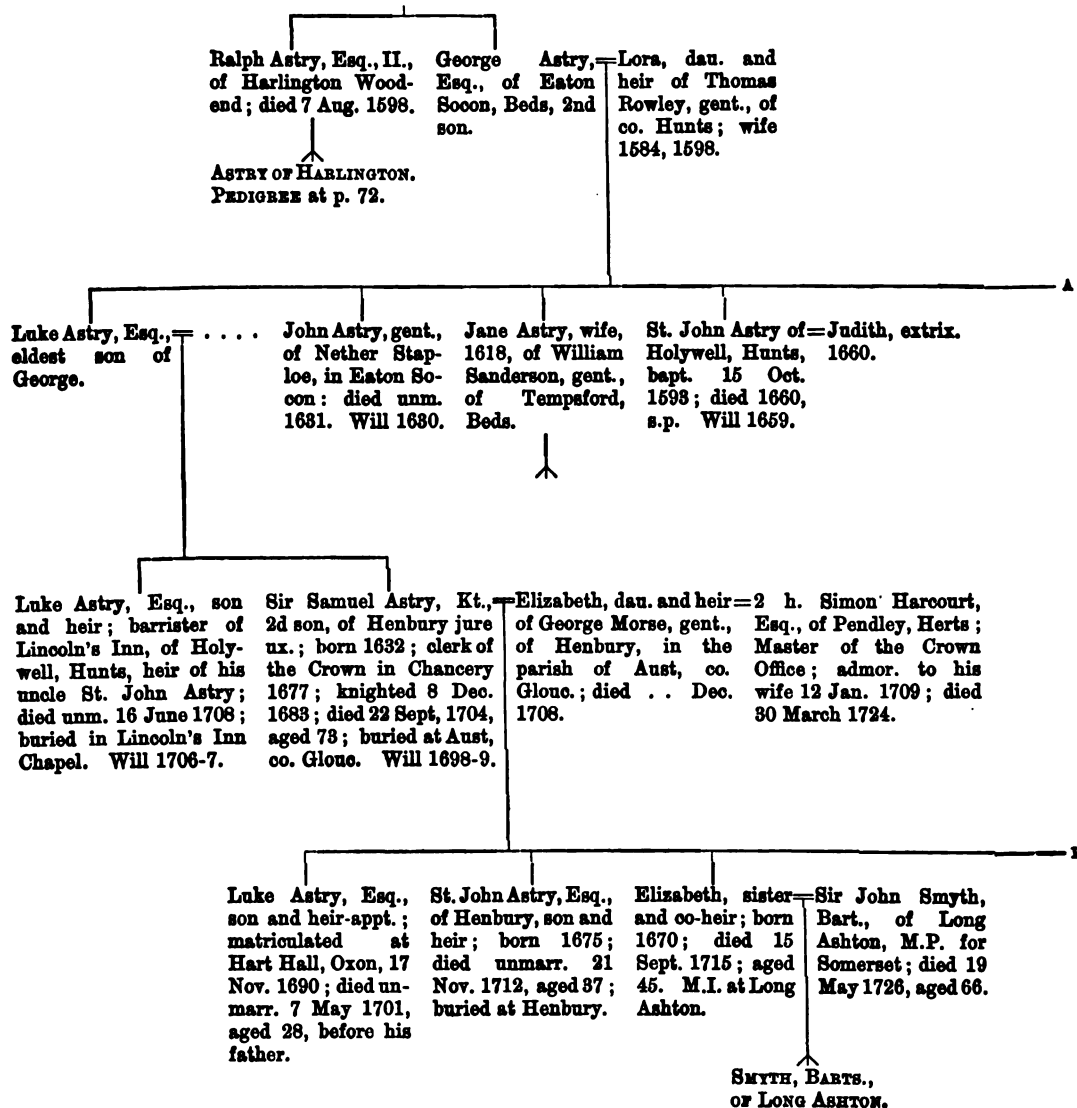 Ralph Astry, Esq., II.,
of Harlington Wood-
end; died 7 Aug. 1598.
ASTRY OF HARLINGTON.
PEDIGREE at p. 72.
George Astry,
Esq., of Eaton
Socon, Beds, 2nd
son.
Lora, dau. and
heir of Thomas
Rowley, gent., of
co. Hunts; wife
1584, 1598.
A
Luke Astry, Esq.,
eldest son of
George.
. . . .
John Astry, gent.,
of Nether Stap-
loe, in Eaton So-
con: died unm.
1631. Will 1630.
Jane Astry, wife,
1618, of William
Sanderson, gent.,
of Tempsford,
Beds.
St. John Astry of
Holywell, Hunts,
bapt. 15 Oct.
1593; died 1660,
s.p. Will 1659.
Judith, extrix.
1660.
Luke Astry, Esq., son
and heir; barrister of
Lincoln's Inn, of Holy-
well, Hunts, heir of his
uncle St. John Astry;
died unm. 16 June 1708;
buried in Lincoln's Inn
Chapel. Will 1706-7.
Sir Samuel Astry, Kt.,
2d son, of Henbury jure
ux.; born 1632; clerk of
the Crown in Chancery
1677; knighted 8 Dec.
1683; died 22 Sept, 1704,
aged 73; buried at Aust,
co. Glouc. Will 1698-9.
Elizabeth, dau. and heir
of George Morse, gent.,
of Henbury, in the
parish of Aust, co.
Glouc.; died . . Dec.
1708.
2 h. Simon Harcourt,
Esq., of Pendley, Herts;
Master of the Crown
Office; admor. to his
wife 12 Jan. 1709; died
30 March 1724.
Luke Astry, Esq.,
son and heir-appt.;
matriculated at
Hart Hall, Oxon, 17
Nov. 1690; died un-
marr. 7 May 1701,
aged 28, before his
father.
St. John Astry, Esq.,
of Henbury, son and
heir; born 1675;
died unmarr. 21
Nov. 1712, aged 37;
buried at Henbury.
Elizabeth, sister
and co-heir; born
1670; died 15
Sept. 1715; aged
45. M.I. at Long
Ashton.
Sir John Smyth,
Bart., of Long
Ashton, M.P. for
Somerset; died 19
May 1726, aged 66.
SMYTH, BARTS.,
OF LONG ASHTON.